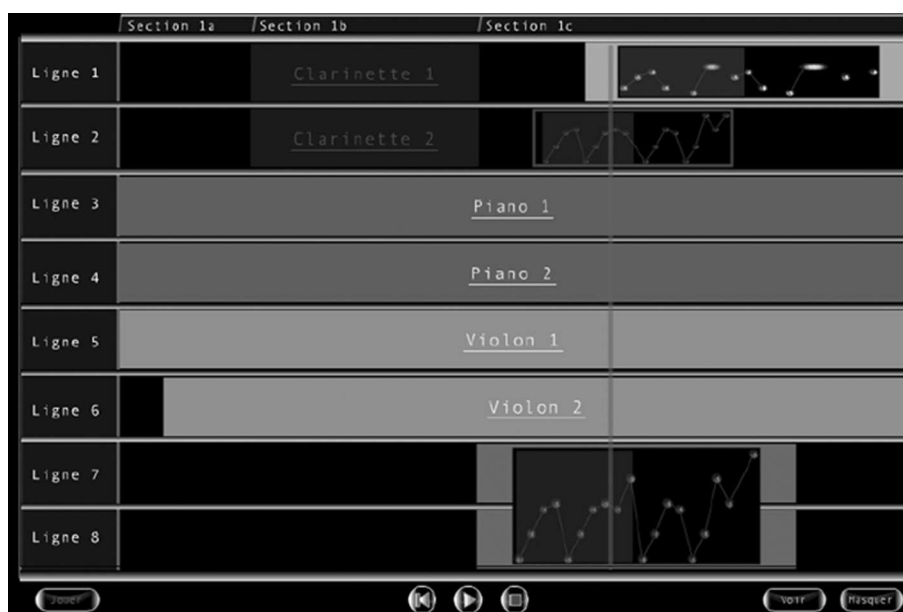 Section 1a Section 1b Section 1c
Ligne 1 Clarinette 1
Ligne 2 Clarinette 2
Ligne 3 Piano 1
Ligne 4 Piano 2
Ligne 5 Violon 1
Ligne 6 Violon 2
Ligne 7
Ligne 8
Jouer Voir Masquer